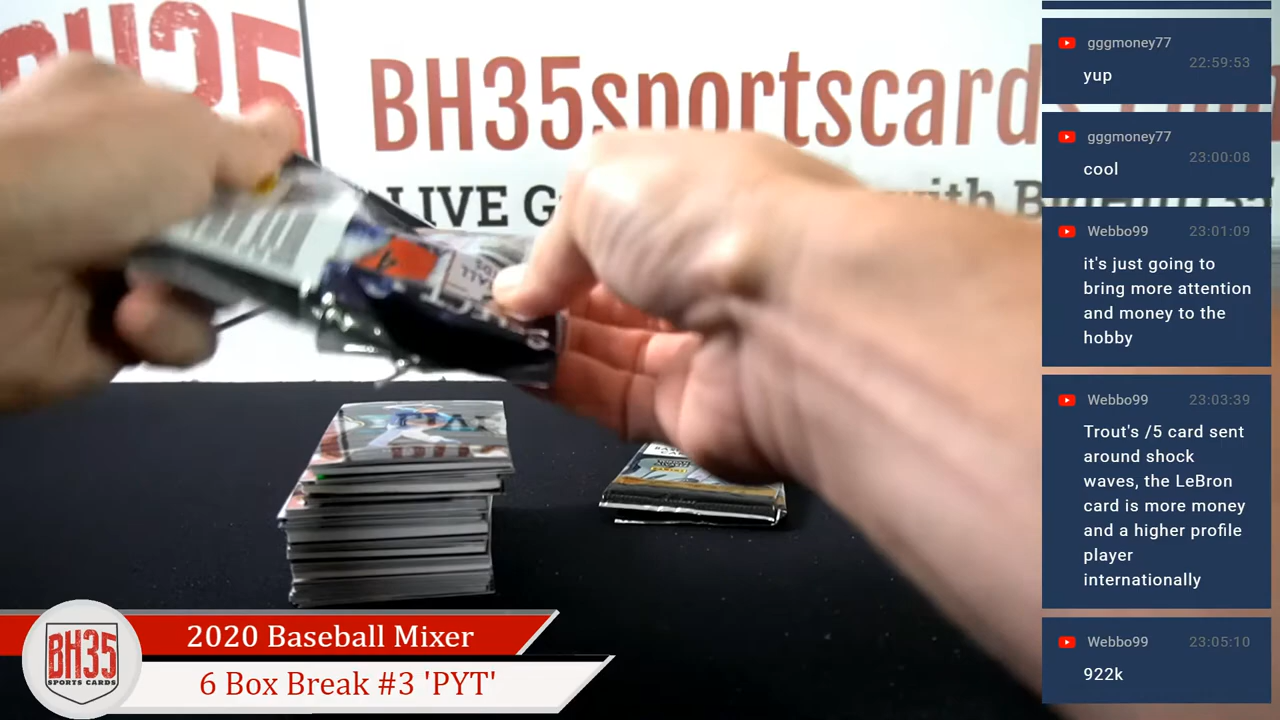 BH35
BH35sportscard
LIVE G
with B
gggmoney77
22:59:53
yup
gggmoney77
23:00:08
cool
Webbo99
23:01:09
it's just going to
bring more attention
and money to the
hobby
Webbo99
23:03:39
Trout's /5 card sent
around shock
waves, the LeBron
card is more money
and a higher profile
player
internationally
Webbo99
23:05:10
922k
BH35
SPORTS CARDS
2020 Baseball Mixer
6 Box Break #3 'PYT'